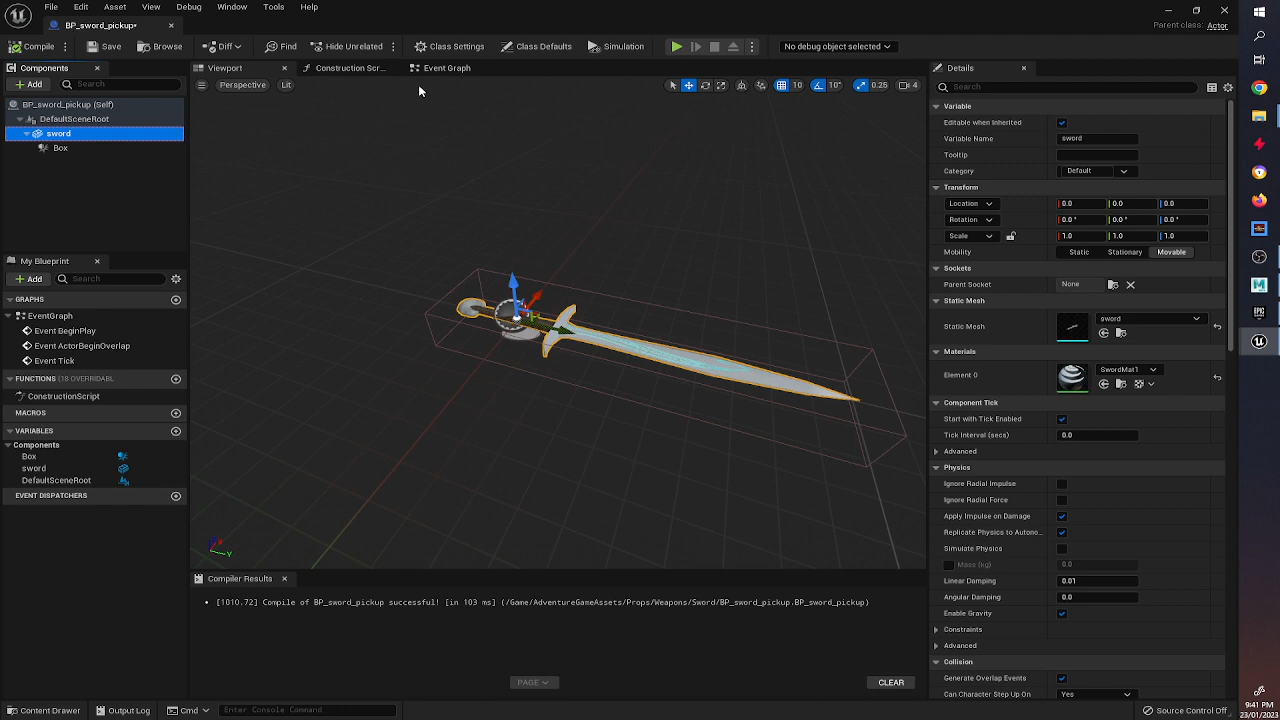 File Edit Asset View Debug Window Tools Help
BP_sword_pickup* Parent class: Actor
Compile Save Browse Diff Find Hide Unrelated Class Settings Class Defaults Simulation No debug object selected
Components Viewport Construction Scr... Event Graph Details
Add Search Perspective Lit 10 10° 0.25 4 Search
BP_sword_pickup (Self)
DefaultSceneRoot
sword
Box
Variable
Editable when Inherited
Variable Name sword
Tooltip
Category Default
Transform
Location 0.0 0.0 0.0
Rotation 0.0 ° 0.0 ° 0.0 °
Scale 1.0 1.0 1.0
Mobility Static Stationary Movable
Sockets
Parent Socket None
Static Mesh
Static Mesh sword
Materials
Element 0 SwordMat1
Component Tick
Start with Tick Enabled
Tick Interval (secs) 0.0
Advanced
Physics
Ignore Radial Impulse
Ignore Radial Force
Apply Impulse on Damage
Replicate Physics to Autono...
Simulate Physics
Mass (kg) 0.0
Linear Damping 0.01
Angular Damping 0.0
Enable Gravity
Constraints
Advanced
Collision
Generate Overlap Events
Can Character Step Up On Yes
My Blueprint
Add Search
GRAPHS
EventGraph
Event BeginPlay
Event ActorBeginOverlap
Event Tick
FUNCTIONS (18 OVERRIDABL
ConstructionScript
MACROS
VARIABLES
Components
Box
sword
DefaultSceneRoot
EVENT DISPATCHERS
Y
Compiler Results
[1010.72] Compile of BP_sword_pickup successful! [in 103 ms] (/Game/AdventureGameAssets/Props/Weapons/Sword/BP_sword_pickup.BP_sword_pickup)
PAGE CLEAR
Content Drawer Output Log Cmd Enter Console Command Source Control Off
9:41 PM